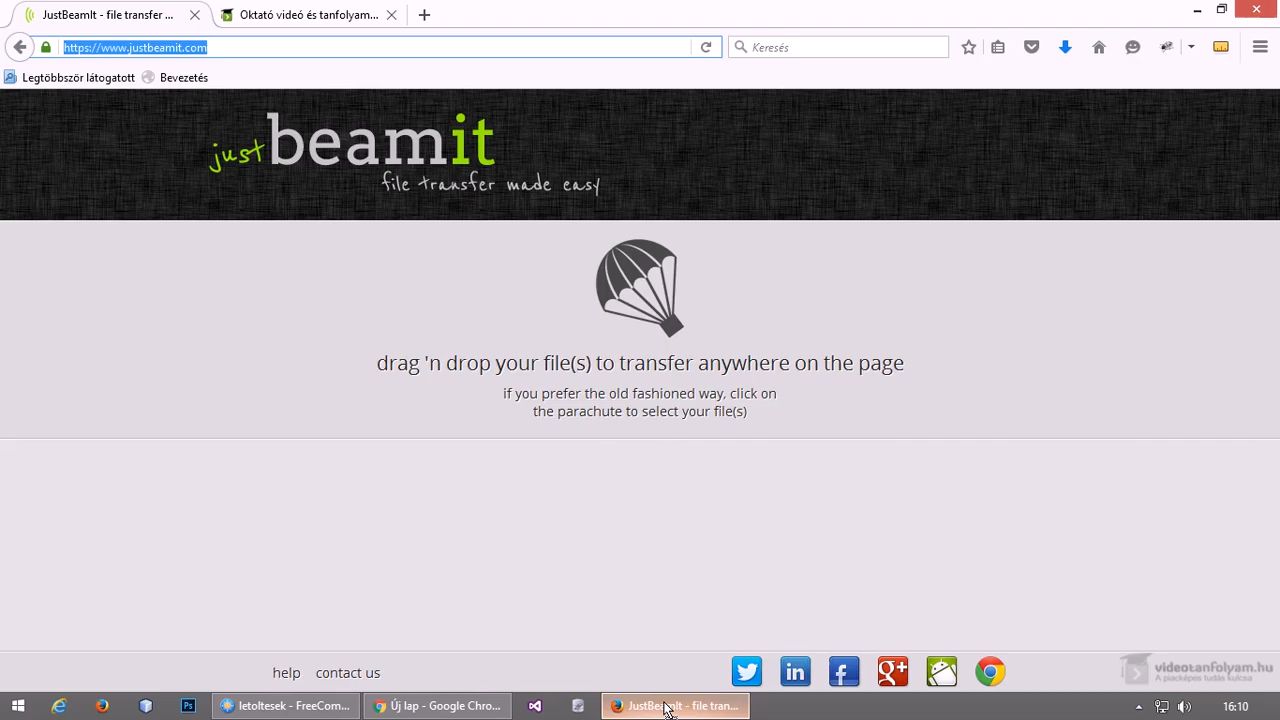 JustBeamIt - file transfer ...
Oktató videó és tanfolyam...
https://www.justbeamit.com
Keresés
Legtöbbször látogatott
Bevezetés
just beamit
file transfer made easy
drag 'n drop your file(s) to transfer anywhere on the page
if you prefer the old fashioned way, click on
the parachute to select your file(s)
help
contact us
videotanfolyam.hu
A piacképes tudás kulcsa
letoltesek - FreeCom...
Új lap - Google Chro...
JustBeamIt - file tran...
16:10